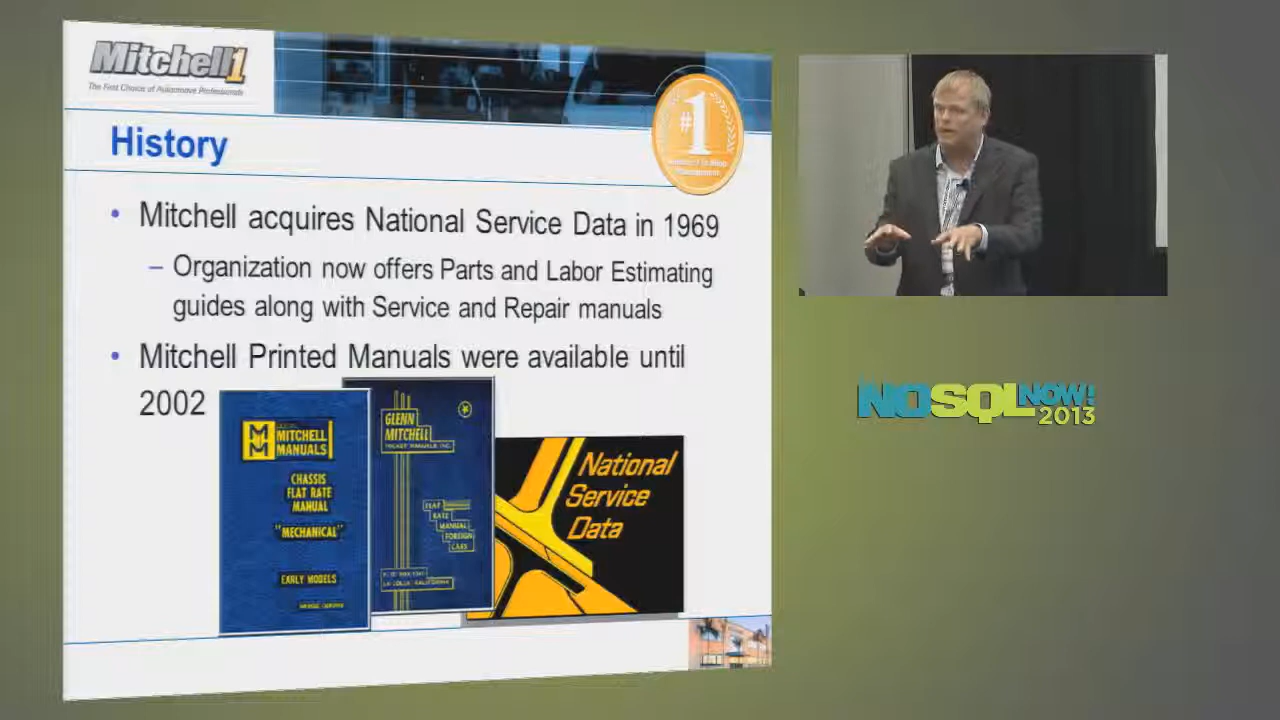 Mitchell1
The First Choice of Automotive Professionals
#1
History
• Mitchell acquires National Service Data in 1969
– Organization now offers Parts and Labor Estimating
guides along with Service and Repair manuals
• Mitchell Printed Manuals were available until
2002
MITCHELL
MANUALS
CHASSIS
FLAT RATE
MANUAL
"MECHANICAL"
EARLY MODELS
GLENN
MITCHELL
FLAT
RATE
MANUAL
FOREIGN
CARS
LA JOLLA, CALIFORNIA
National
Service
Data
NOSQL NOW!
2013